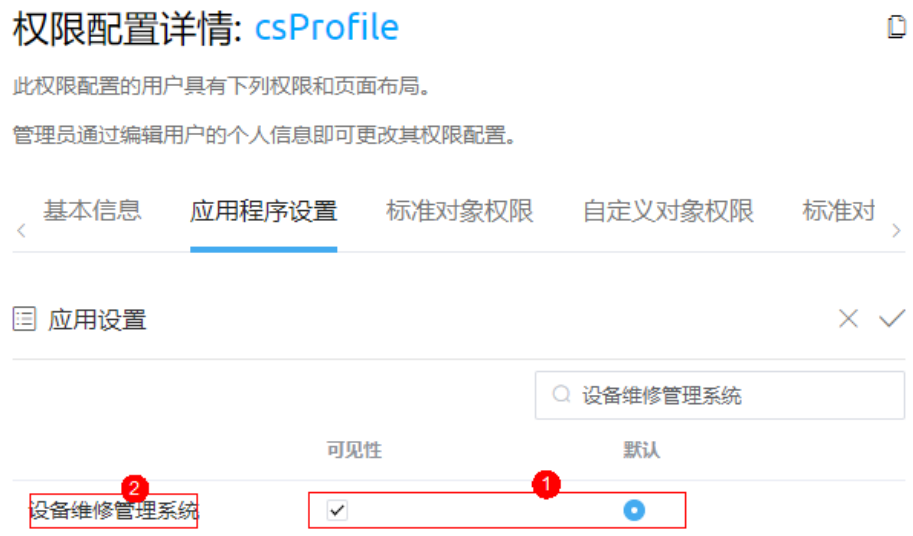 权限配置详情: csProfile
此权限配置的用户具有下列权限和页面布局。
管理员通过编辑用户的个人信息即可更改其权限配置。
基本信息 应用程序设置 标准对象权限 自定义对象权限 标准对
应用设置
设备维修管理系统
可见性 默认
2 1
设备维修管理系统